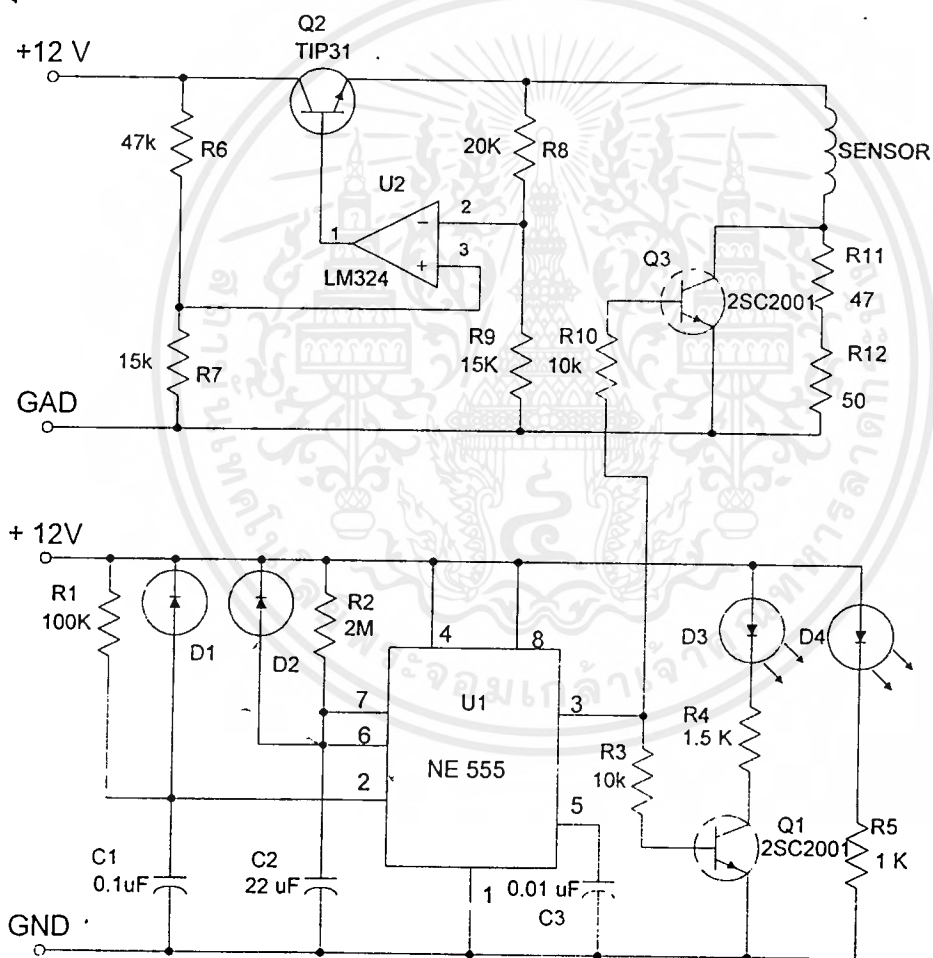 Q2
TIP31
+12 V
47k
R6
20K
R8
SENSOR
U2
2
1
3
LM324
Q3
2SC2001
R11
47
15k
R7
R9
15K
R10
10k
R12
50
GAD
+ 12V
R1
100K
D1
D2
R2
2M
4
8
D3
D4
7
U1
3
6
R4
1.5 K
R3
10k
NE 555
2
5
Q1
2SC2001
R5
1 K
C1
0.1uF
C2
22 uF
1
0.01 uF
C3
GND